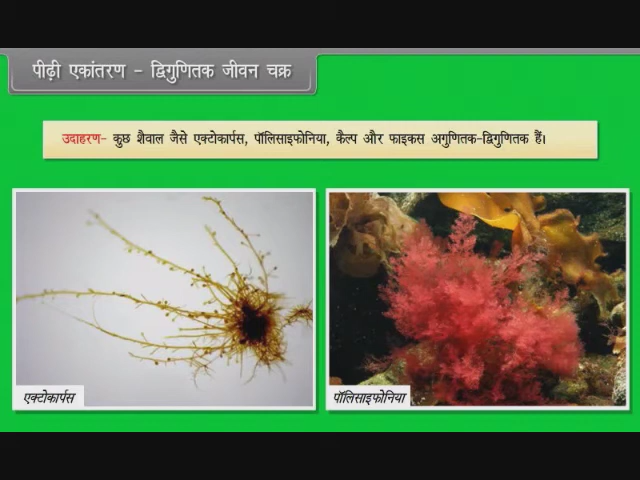 पीढ़ी एकांतरण - द्विगुणितक जीवन चक्र
उदाहरण- कुछ शैवाल जैसे एक्टोकार्पस, पॉलिसाइफोनिया, कैल्प और फाइकस अगुणितक-द्विगुणितक हैं।
एक्टोकार्पस
पॉलिसाइफोनिया